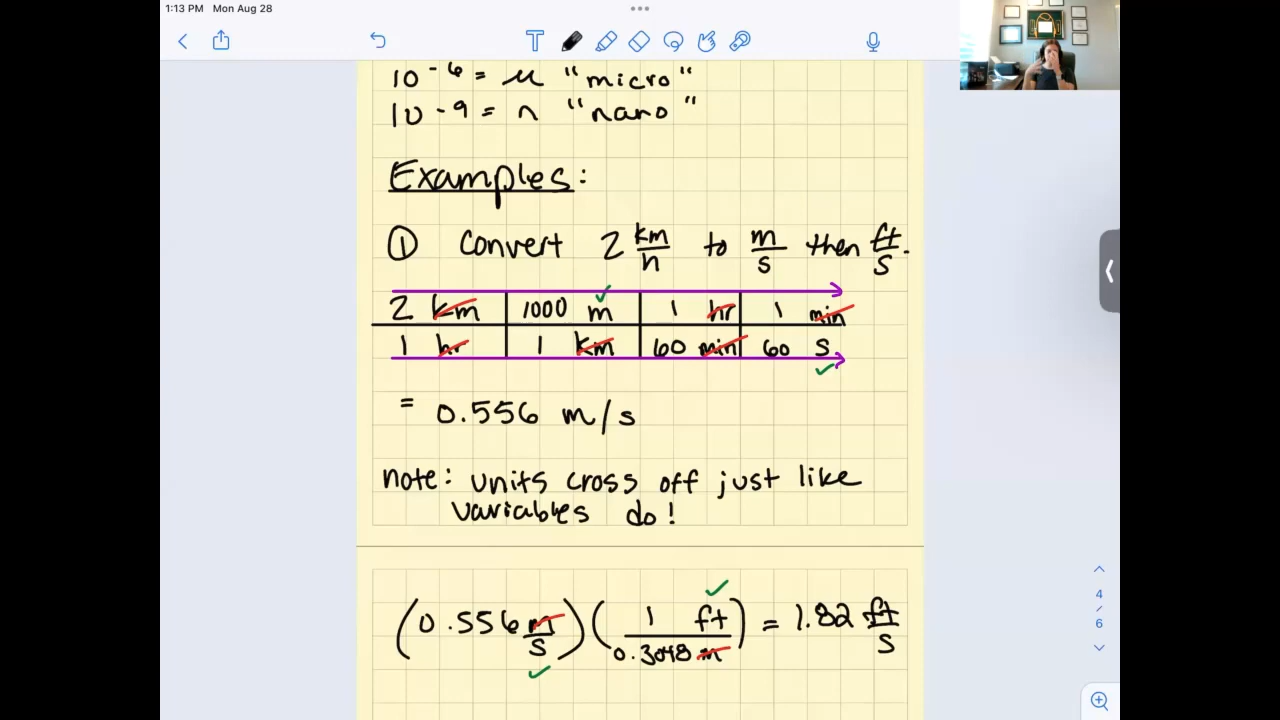 1:13 PM Mon Aug 28
10⁻⁶ = μ "micro"
10⁻⁹ = n "nano"
Examples:
① Convert 2 km/h to m/s then ft/s.
2 km | 1000 m | 1 hr | 1 min
1 hr | 1 km | 60 min | 60 s
= 0.556 m/s
note: units cross off just like
variables do!
(0.556 m/s) (1 ft / 0.3048 m) = 1.82 ft/s
4
/
6